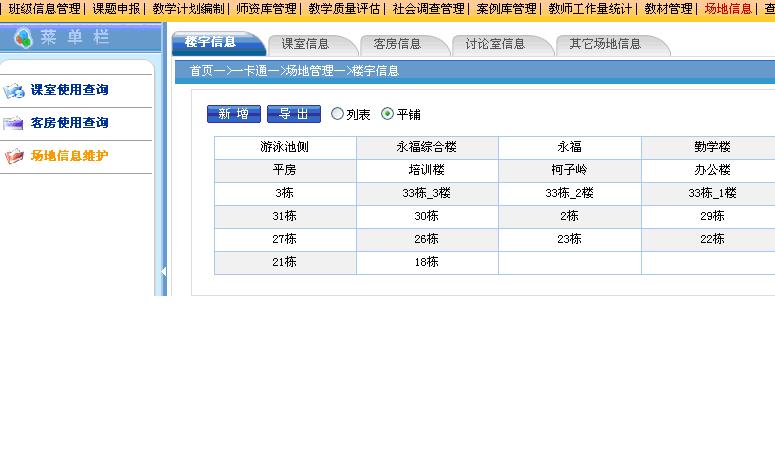 | 班级信息管理 | 课题申报 | 教学计划编制 | 师资库管理 | 教学质量评估 | 社会调查管理 | 案例库管理 | 教师工作量统计 | 教材管理 | 场地信息 | 查
菜 单 栏
课室使用查询
客房使用查询
场地信息维护
楼宇信息 课室信息 客房信息 讨论室信息 其它场地信息
首页一>一卡通一>场地管理一>楼宇信息
新 增 导 出 列表 平铺
游泳池侧 永福综合楼 永福 勤学楼
平房 培训楼 柯子岭 办公楼
3栋 33栋_3楼 33栋_2楼 33栋_1楼
31栋 30栋 2栋 29栋
27栋 26栋 23栋 22栋
21栋 18栋